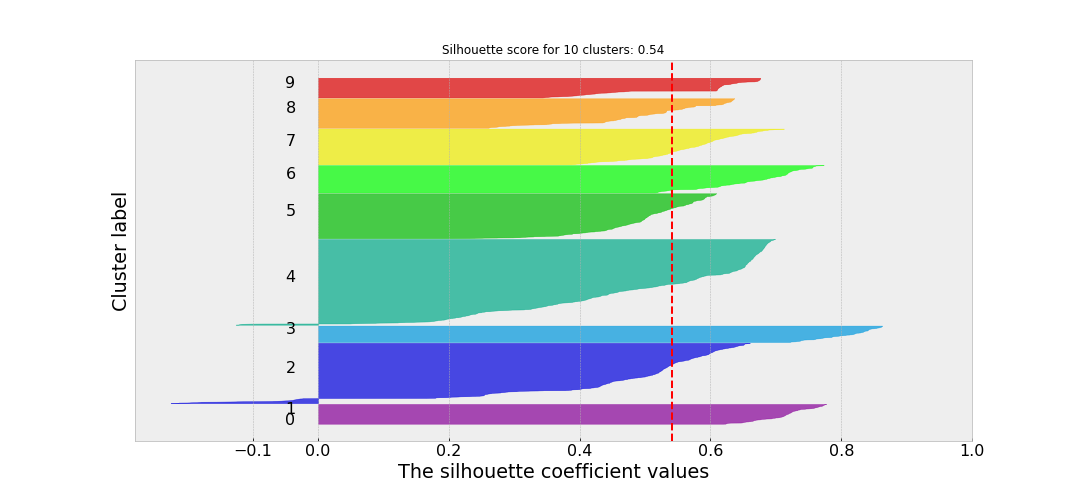 Silhouette score for 10 clusters: 0.54
9
8
7
6
5
4
3
2
1
0
Cluster label
−0.1 0.0 0.2 0.4 0.6 0.8 1.0
The silhouette coefficient values